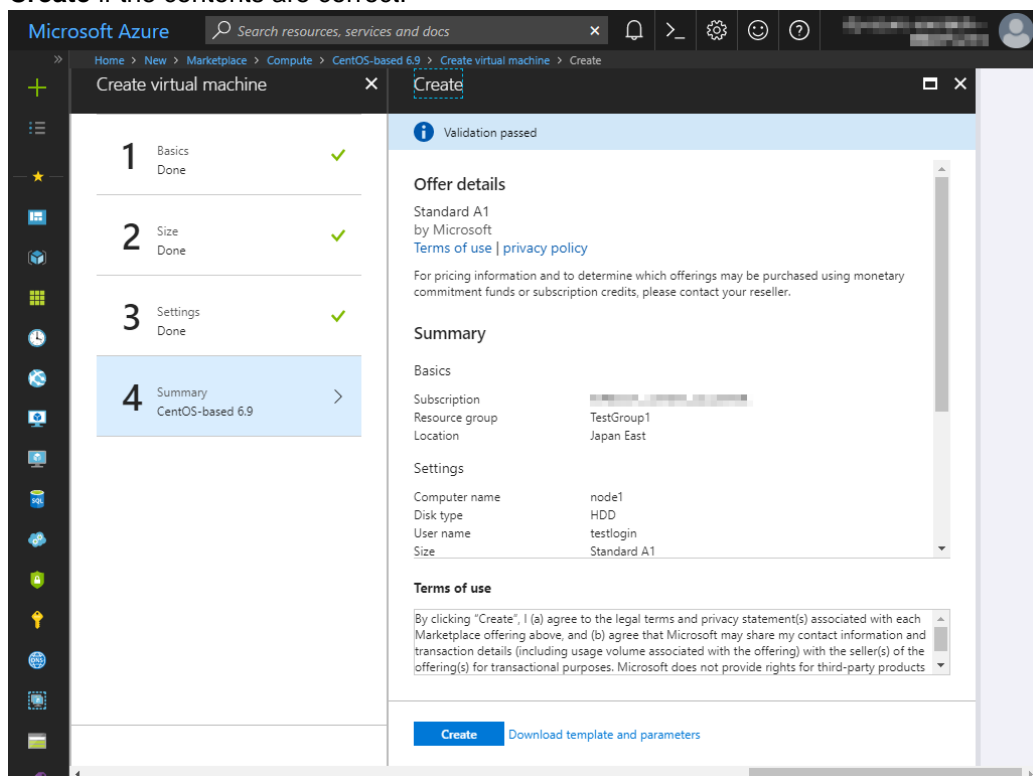 Create if the contents are correct.
Microsoft Azure
Search resources, services and docs
Home > New > Marketplace > Compute > CentOS-based 6.9 > Create virtual machine > Create
Create virtual machine
1
Basics
Done
2
Size
Done
3
Settings
Done
4
Summary
CentOS-based 6.9
Create
Validation passed
Offer details
Standard A1
by Microsoft
Terms of use | privacy policy
For pricing information and to determine which offerings may be purchased using monetary
commitment funds or subscription credits, please contact your reseller.
Summary
Basics
Subscription
Resource group TestGroup1
Location Japan East
Settings
Computer name node1
Disk type HDD
User name testlogin
Size Standard A1
Terms of use
By clicking "Create", I (a) agree to the legal terms and privacy statement(s) associated with each
Marketplace offering above, and (b) agree that Microsoft may share my contact information and
transaction details (including usage volume associated with the offering) with the seller(s) of the
offering(s) for transactional purposes. Microsoft does not provide rights for third-party products
Create Download template and parameters
SQL
DNS